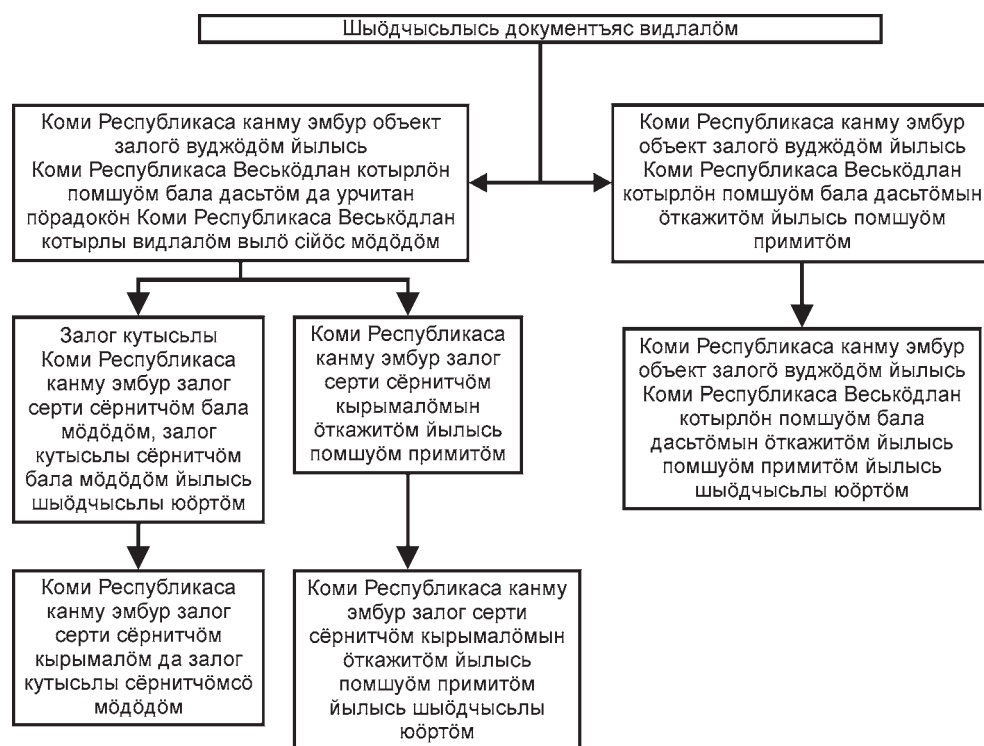 Шыӧдчысьлысь документъяс видлалӧм
Коми Республикаса канму эмбур объект
залогӧ вуджӧдӧм йылысь
Коми Республикаса Веськӧдлан котырлӧн
помшуӧм бала дасьтӧм да урчитан
пӧрадокӧн Коми Республикаса Веськӧдлан
котырлы видлалӧм вылӧ сійӧс мӧдӧдӧм
Коми Республикаса канму эмбур
объект залогӧ вуджӧдӧм йылысь
Коми Республикаса Веськӧдлан
котырлӧн помшуӧм бала дасьтӧмын
ӧткажитӧм йылысь помшуӧм
примитӧм
Залог кутысьлы
Коми Республикаса
канму эмбур залог
серти сёрнитчӧм бала
мӧдӧдӧм, залог
кутысьлы сёрнитчӧм
бала мӧдӧдӧм йылысь
шыӧдчысьлы юӧртӧм
Коми Республикаса
канму эмбур залог
серти сёрнитчӧм
кырымалӧмын
ӧткажитӧм йылысь
помшуӧм примитӧм
Коми Республикаса канму эмбур
объект залогӧ вуджӧдӧм йылысь
Коми Республикаса Веськӧдлан
котырлӧн помшуӧм бала
дасьтӧмын ӧткажитӧм йылысь
помшуӧм примитӧм йылысь
шыӧдчысьлы юӧртӧм
Коми Республикаса
канму эмбур залог
серти сёрнитчӧм
кырымалӧм да залог
кутысьлы сёрнитчӧмсӧ
мӧдӧдӧм
Коми Республикаса канму
эмбур залог серти
сёрнитчӧм кырымалӧмын
ӧткажитӧм йылысь
помшуӧм примитӧм
йылысь шыӧдчысьлы
юӧртӧм